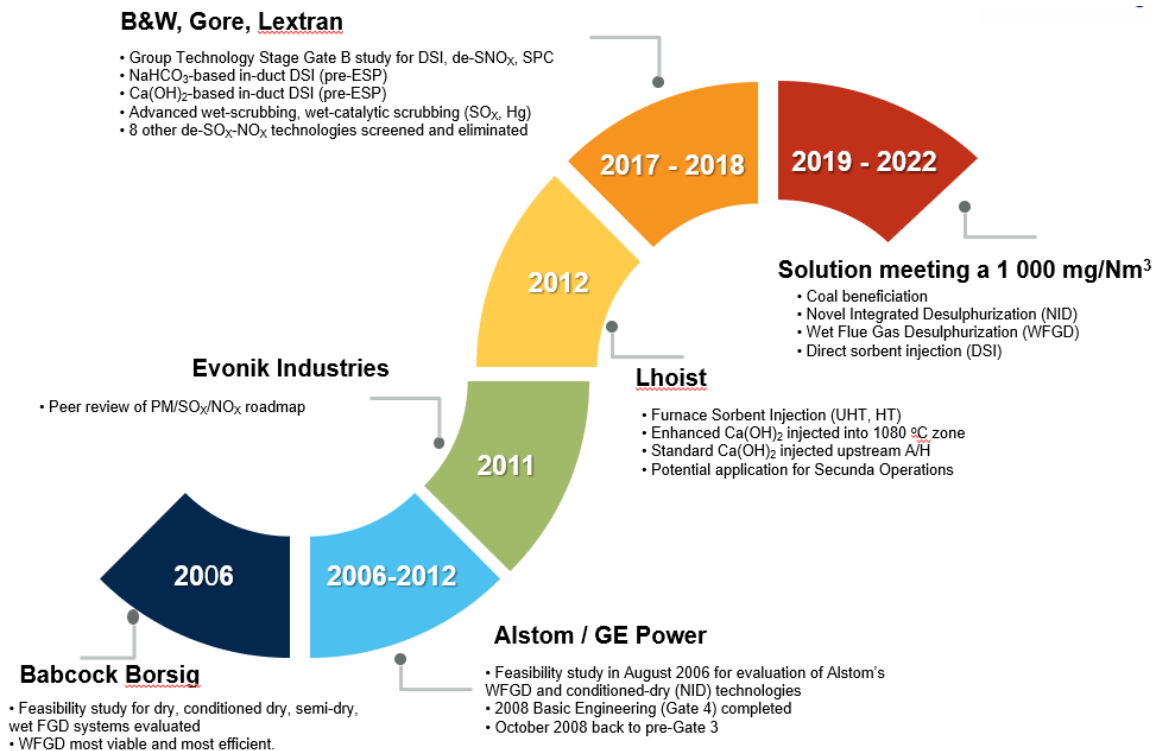 B&W, Gore, Lextran
• Group Technology Stage Gate B study for DSI, de-SNOX, SPC
• NaHCO3-based in-duct DSI (pre-ESP)
• Ca(OH)2-based in-duct DSI (pre-ESP)
• Advanced wet-scrubbing, wet-catalytic scrubbing (SOX, Hg)
• 8 other de-SOX-NOX technologies screened and eliminated
2017 - 2018
2019 - 2022
Solution meeting a 1 000 mg/Nm3
• Coal beneficiation
• Novel Integrated Desulphurization (NID)
• Wet Flue Gas Desulphurization (WFGD)
• Direct sorbent injection (DSI)
2012
Lhoist
• Furnace Sorbent Injection (UHT, HT)
• Enhanced Ca(OH)2 injected into 1080 ºC zone
• Standard Ca(OH)2 injected upstream A/H
• Potential application for Secunda Operations
Evonik Industries
• Peer review of PM/SOX/NOX roadmap
2011
2006
2006-2012
Babcock Borsig
• Feasibility study for dry, conditioned dry, semi-dry,
wet FGD systems evaluated
• WFGD most viable and most efficient.
Alstom / GE Power
• Feasibility study in August 2006 for evaluation of Alstom’s
WFGD and conditioned-dry (NID) technologies
• 2008 Basic Engineering (Gate 4) completed
• October 2008 back to pre-Gate 3